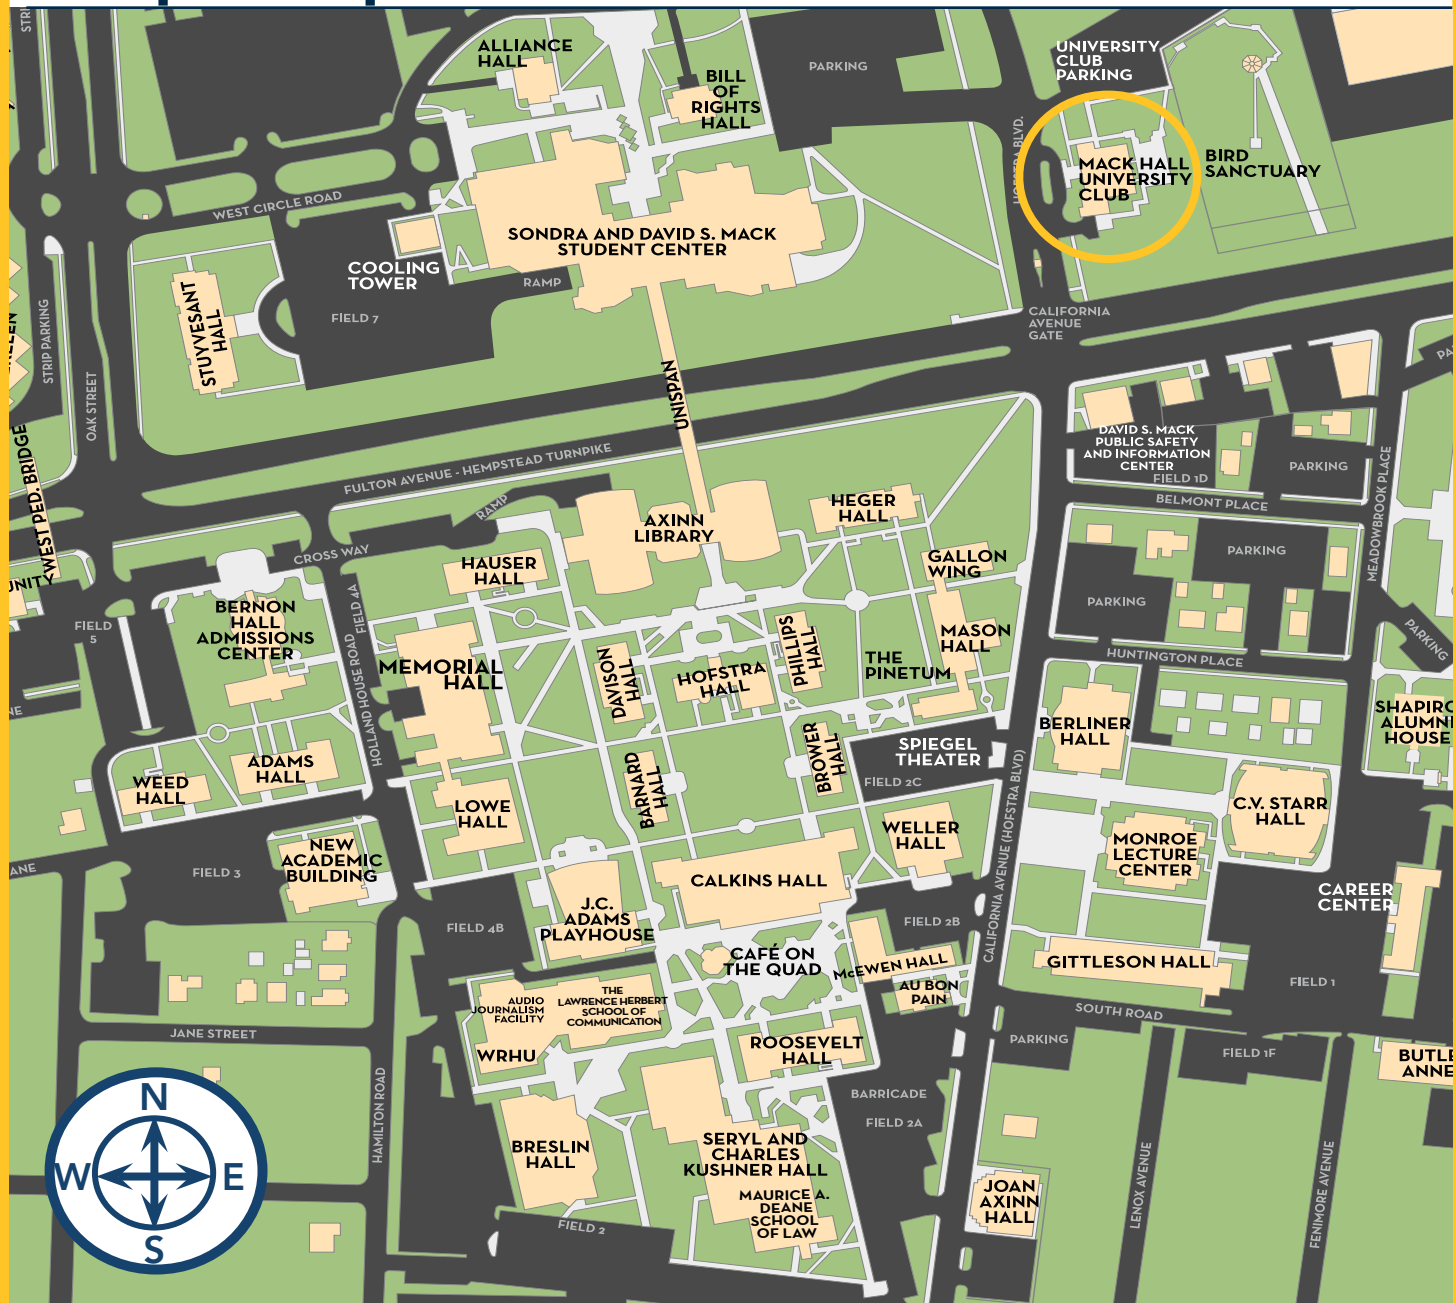 ALLIANCE
HALL
BILL
OF
RIGHTS
HALL
PARKING
UNIVERSITY
CLUB
PARKING
HOFSTRA BLVD.
MACK HALL
UNIVERSITY
CLUB
BIRD
SANCTUARY
WEST CIRCLE ROAD
SONDRA AND DAVID S. MACK
STUDENT CENTER
COOLING
TOWER
RAMP
FIELD 7
STUYVESANT
HALL
STRIP PARKING
OAK STREET
CALIFORNIA
AVENUE
GATE
UNISPAN
FULTON AVENUE - HEMPSTEAD TURNPIKE
DAVID S. MACK
PUBLIC SAFETY
AND INFORMATION
CENTER
FIELD 1D
PARKING
BELMONT PLACE
MEADOWBROOK PLACE
WEST PED. BRIDGE
RAMP
AXINN
LIBRARY
HEGER
HALL
CROSS WAY
HAUSER
HALL
GALLON
WING
PARKING
PARKING
FIELD
5
BERNON
HALL
ADMISSIONS
CENTER
FIELD 4A
HOLLAND HOUSE ROAD
MEMORIAL
HALL
DAVISON
HALL
HOFSTRA
HALL
PHILLIPS
HALL
THE
PINETUM
MASON
HALL
HUNTINGTON PLACE
PARKING
BERLINER
HALL
SPIEGEL
THEATER
BROWER
HALL
FIELD 2C
WEED
HALL
ADAMS
HALL
BARNARD
HALL
LOWE
HALL
WELLER
HALL
CALIFORNIA AVENUE (HOFSTRA BLVD)
C.V. STARR
HALL
MONROE
LECTURE
CENTER
NEW
ACADEMIC
BUILDING
FIELD 3
CALKINS HALL
CAREER
CENTER
J.C.
ADAMS
PLAYHOUSE
FIELD 4B
FIELD 2B
CAFÉ ON
THE QUAD
McEWEN HALL
GITTLESON HALL
AU BON
PAIN
FIELD 1
AUDIO
JOURNALISM
FACILITY
THE
LAWRENCE HERBERT
SCHOOL OF
COMMUNICATION
SOUTH ROAD
JANE STREET
WRHU
ROOSEVELT
HALL
PARKING
FIELD 1F
BARRICADE
FIELD 2A
HAMILTON ROAD
N
W E
S
BRESLIN
HALL
SERYL AND
CHARLES
KUSHNER HALL
MAURICE A.
DEANE
SCHOOL
OF LAW
JOAN
AXINN
HALL
LENOX AVENUE
FENIMORE AVENUE
FIELD 2